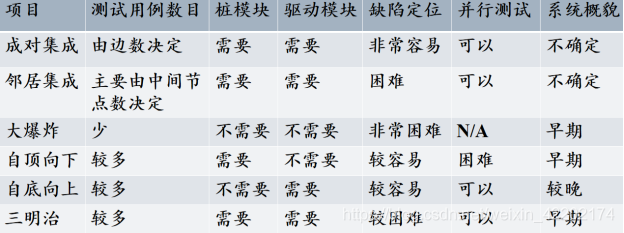 项目 测试用例数目 桩模块 驱动模块 缺陷定位 并行测试 系统概貌
成对集成 由边数决定 需要 需要 非常容易 可以 不确定
邻居集成 主要由中间节 需要 需要 困难 可以 不确定
点数决定
大爆炸 少 不需要 不需要 非常困难 N/A 早期
自顶向下 较多 需要 不需要 较容易 困难 早期
自底向上 较多 不需要 需要 较容易 可以 较晚
三明治 较多 需要 需要 较困难 可以 早期